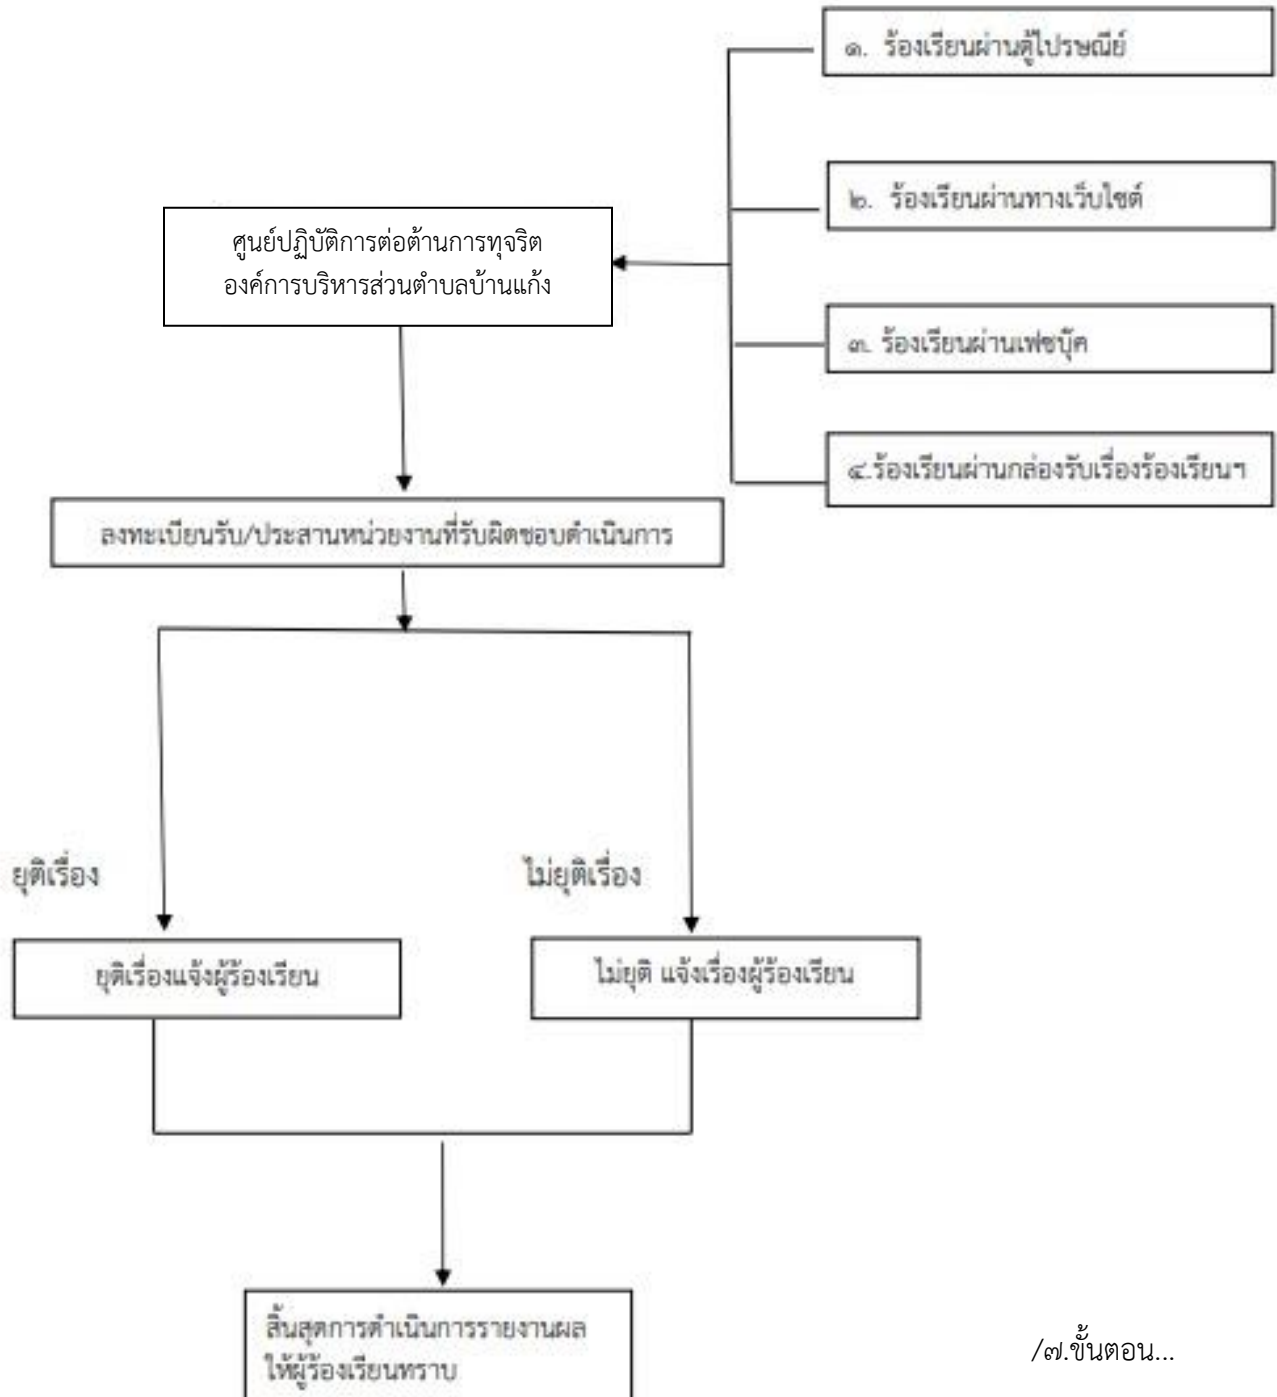 ๑. ร้องเรียนผ่านตู้ไปรษณีย์
๒. ร้องเรียนผ่านทางเว็บไซต์
ศูนย์ปฏิบัติการต่อต้านการทุจริต
องค์การบริหารส่วนตำบลบ้านแก้ง
๓. ร้องเรียนผ่านเฟซบุ๊ค
๔.ร้องเรียนผ่านกล่องรับเรื่องร้องเรียนฯ
ลงทะเบียนรับ/ประสานหน่วยงานที่รับผิดชอบดำเนินการ
ยุติเรื่อง
ไม่ยุติเรื่อง
ยุติเรื่องแจ้งผู้ร้องเรียน
ไม่ยุติ แจ้งเรื่องผู้ร้องเรียน
สิ้นสุดการดำเนินการรายงานผล
ให้ผู้ร้องเรียนทราบ
/๗.ขั้นตอน...